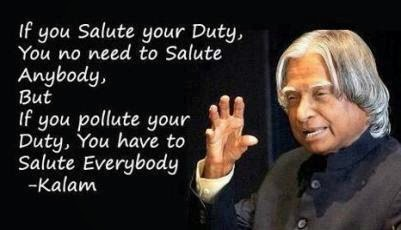 If you Salute your Duty,
You no need to Salute
Anybody,
But
If you pollute your
Duty, You have to
Salute Everybody
-Kalam